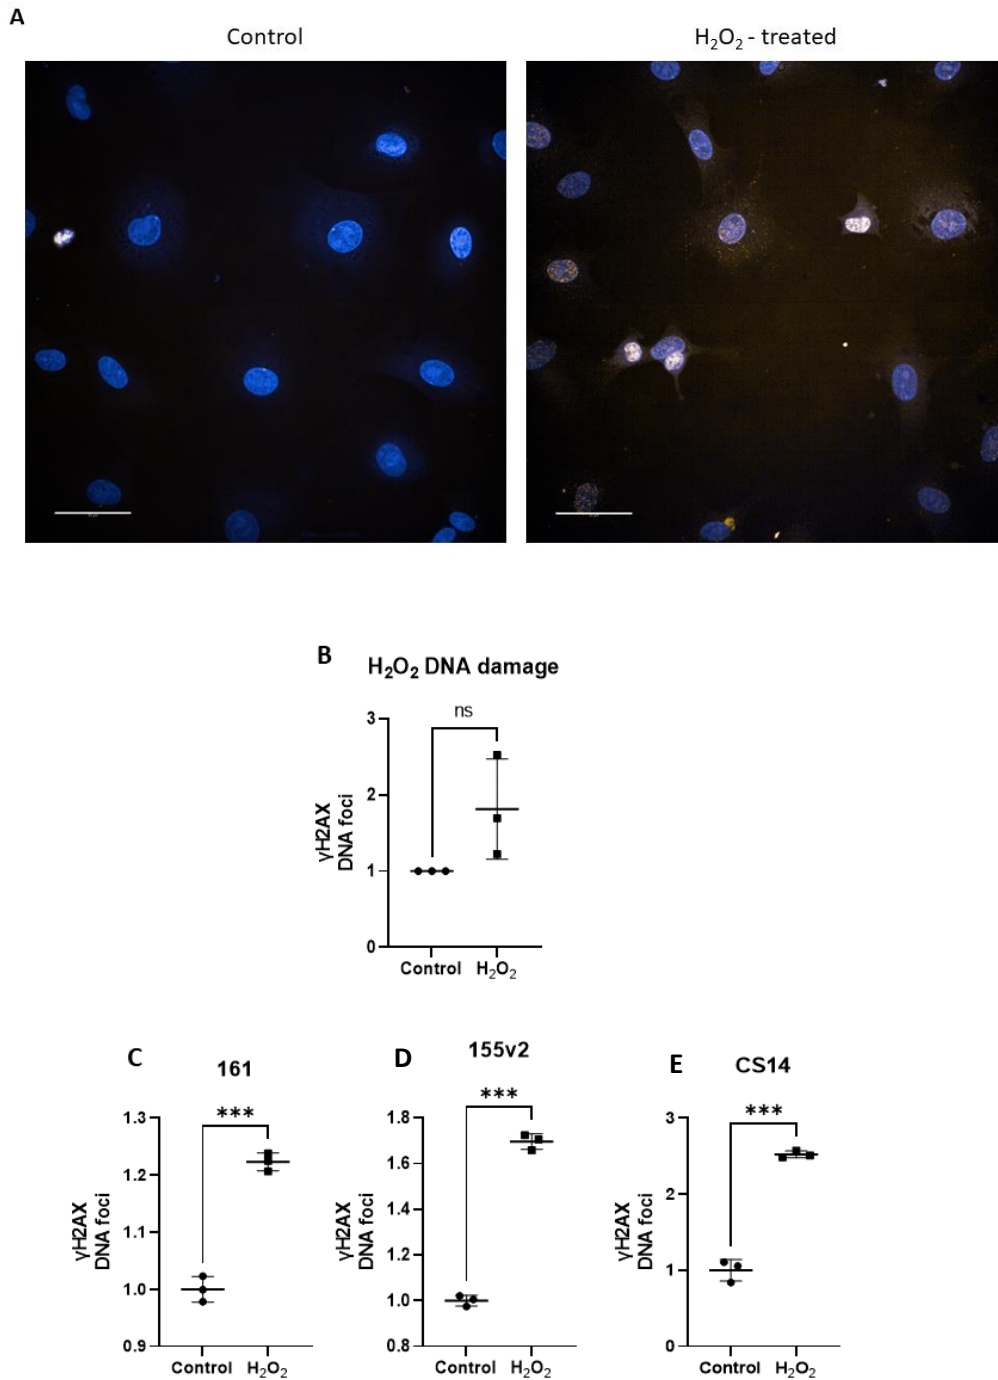 A
Control
H₂O₂ - treated
B
H₂O₂ DNA damage
ns
3
2
1
0
γH2AX
DNA foci
Control
H₂O₂
C
161
***
1.3
1.2
1.1
1.0
0.9
γH2AX
DNA foci
Control
H₂O₂
D
155v2
***
1.8
1.6
1.4
1.2
1.0
0.8
γH2AX
DNA foci
Control
H₂O₂
E
CS14
***
3
2
1
0
γH2AX
DNA foci
Control
H₂O₂